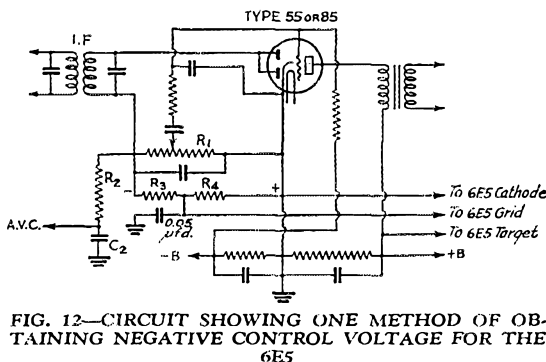 TYPE 55 OR 85
I.F
R1
R2
- R3 R4 +
To 6E5 Cathode
To 6E5 Grid
A.V.C.
0.05
µfd.
To 6E5 Target
C2
-B
+B
FIG. 12—CIRCUIT SHOWING ONE METHOD OF OB-
TAINING NEGATIVE CONTROL VOLTAGE FOR THE
6E5